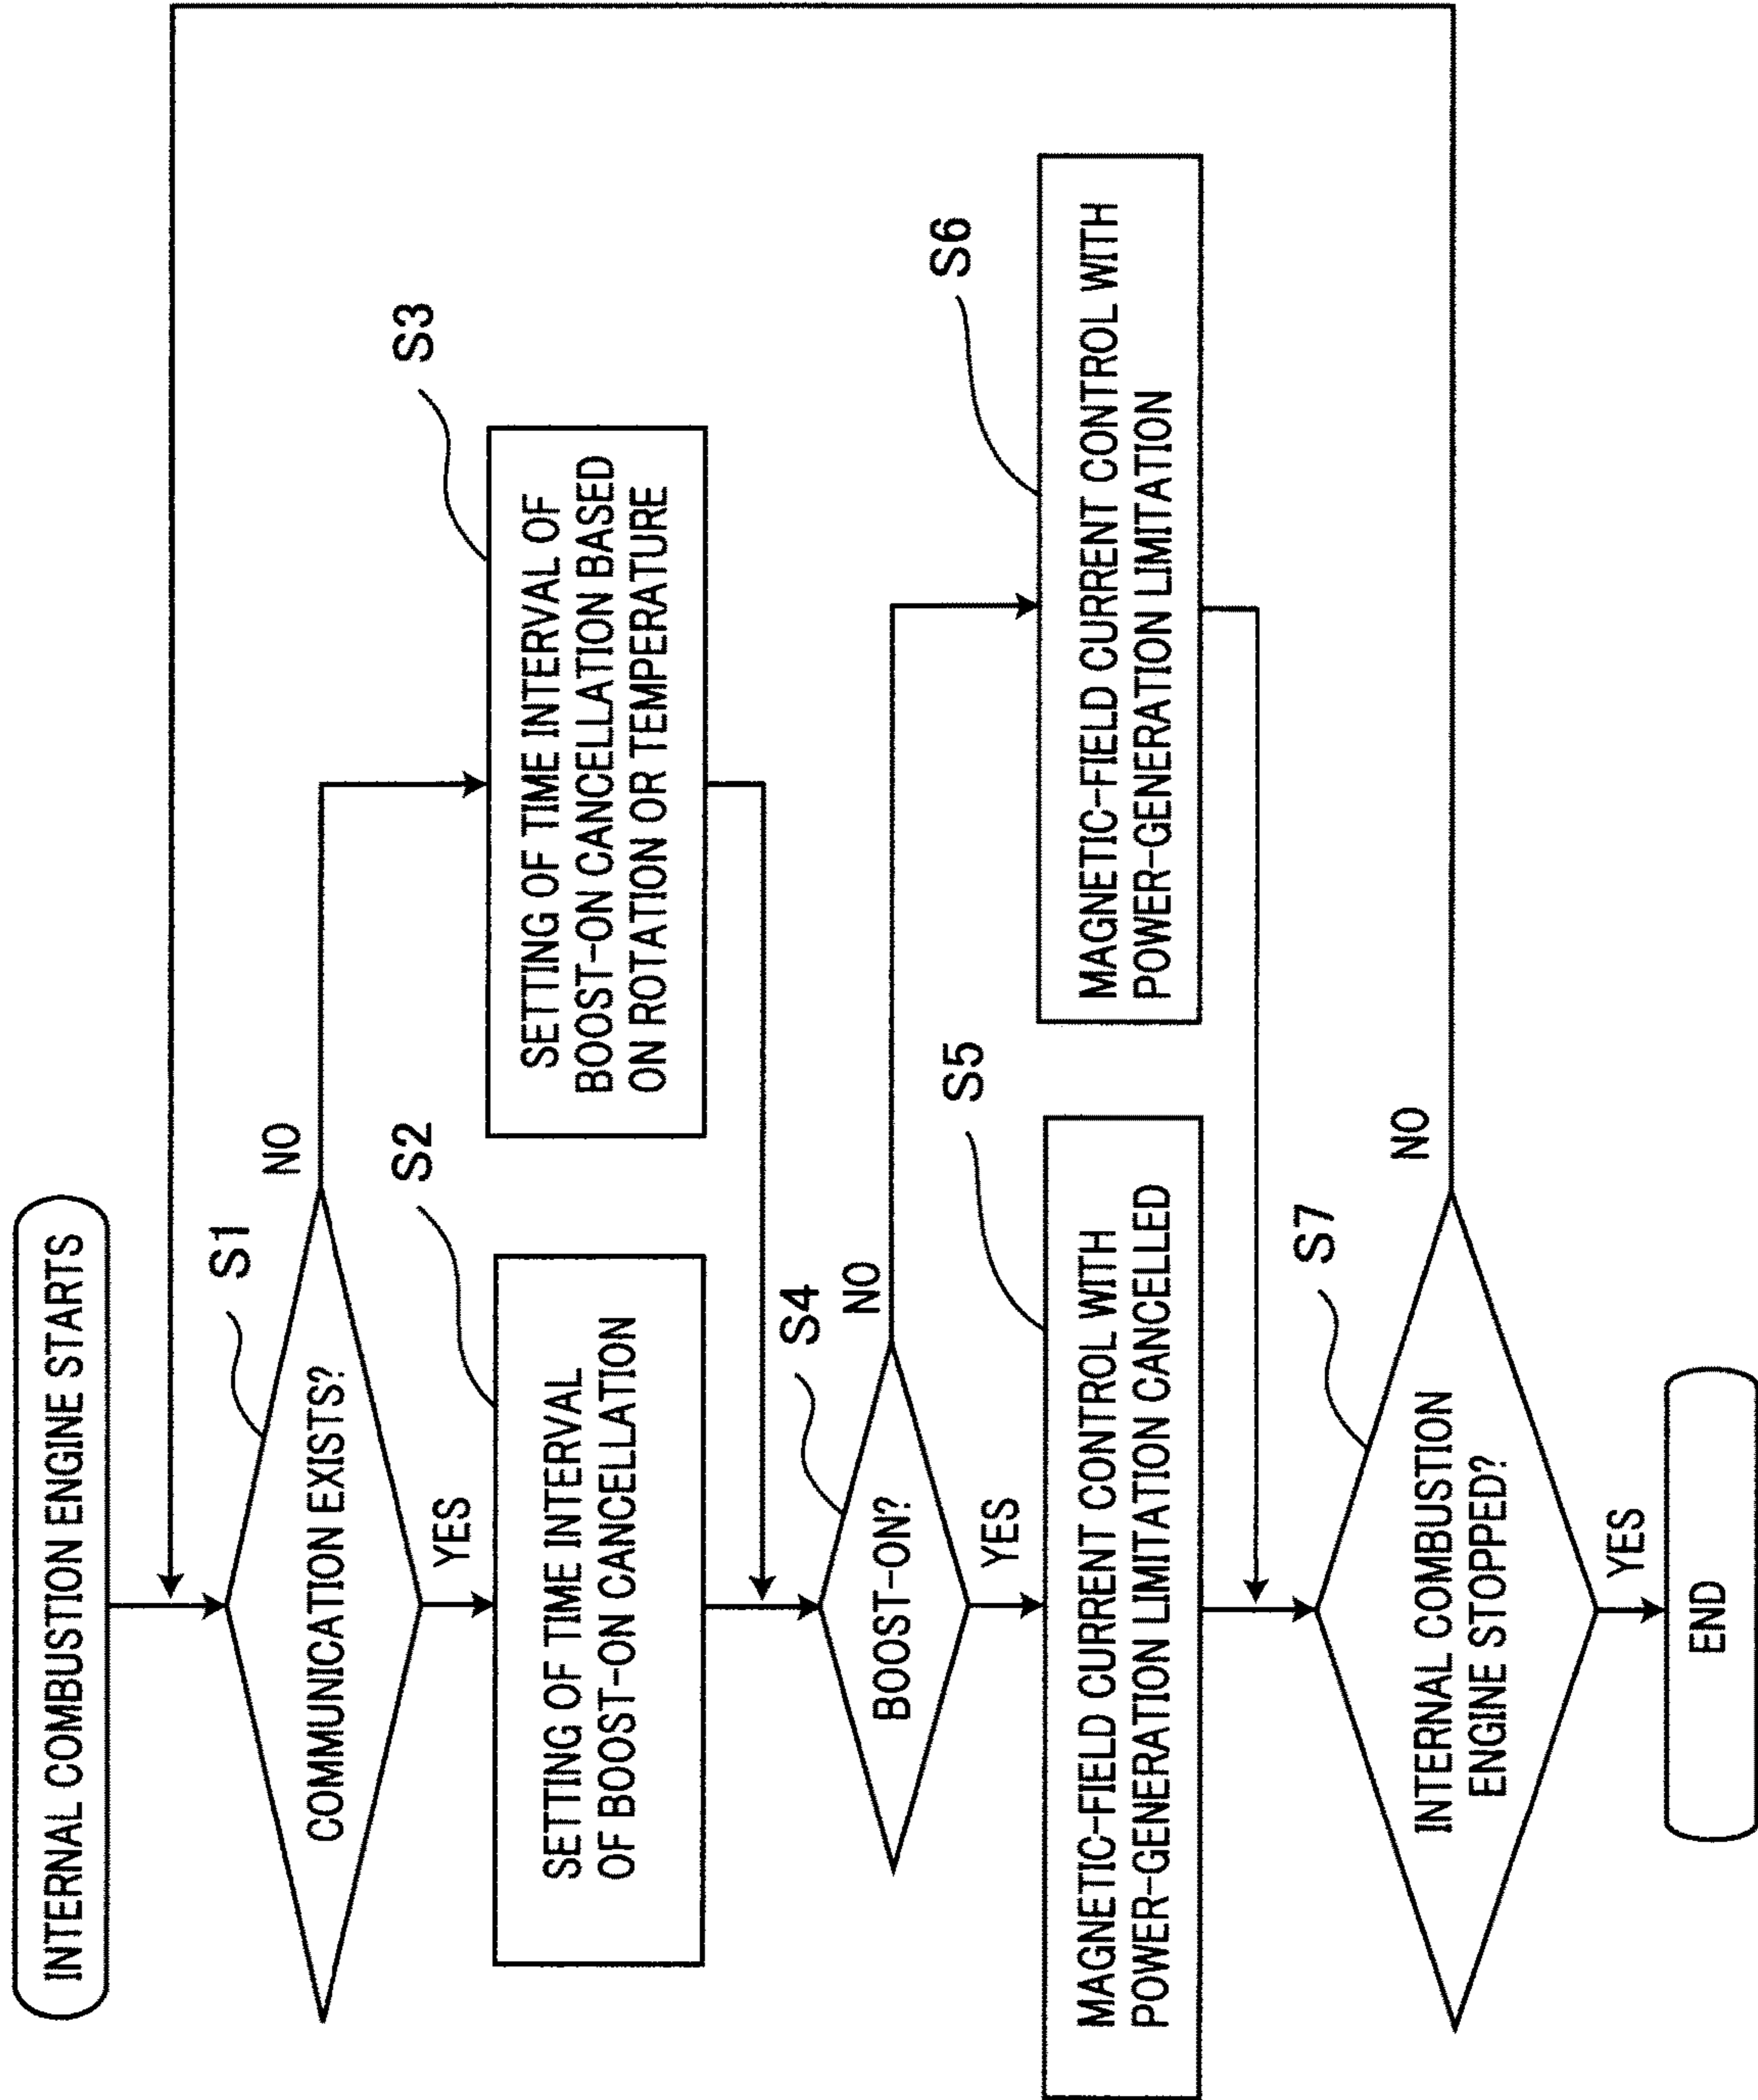 INTERNAL COMBUSTION ENGINE STARTS
S1
COMMUNICATION EXISTS?
NO
YES
S2
SETTING OF TIME INTERVAL
OF BOOST-ON CANCELLATION
S3
SETTING OF TIME INTERVAL OF
BOOST-ON CANCELLATION BASED
ON ROTATION OR TEMPERATURE
S4
BOOST-ON?
NO
YES
S5
MAGNETIC-FIELD CURRENT CONTROL WITH
POWER-GENERATION LIMITATION CANCELLED
S6
MAGNETIC-FIELD CURRENT CONTROL WITH
POWER-GENERATION LIMITATION
S7
INTERNAL COMBUSTION
ENGINE STOPPED?
NO
YES
END